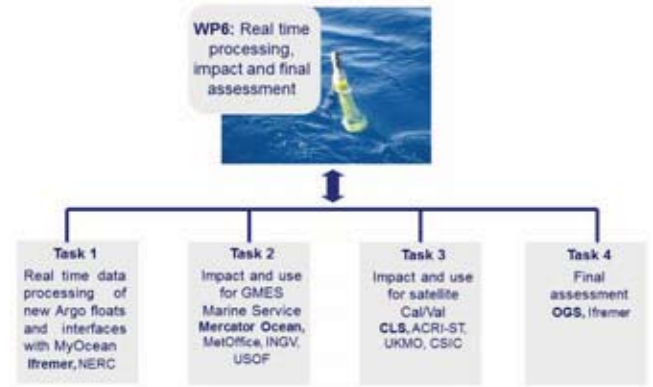 WP6: Real time
processing,
impact and final
assessment
Task 1
Real time data
processing of
new Argo floats
and interfaces
with MyOcean
Ifremer, NERC
Task 2
Impact and use
for GMES
Marine Service
Mercator Ocean,
MetOffice, INGV,
USOF
Task 3
Impact and use
for satellite
Cal/Val
CLS, ACRI-ST,
UKMO, CSIC
Task 4
Final
assessment
OGS, Ifremer